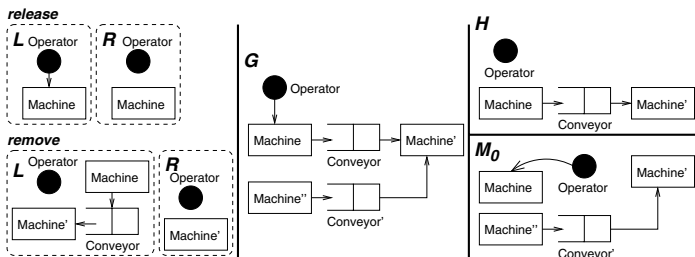 release
L Operator
R Operator
Machine
Machine
remove
L Operator
Machine
Machine'
Conveyor
R
Operator
Machine'
G
Operator
Machine
Conveyor
Machine'
Machine''
Conveyor'
H
Operator
Machine
Machine'
Conveyor
M0
Machine
Operator
Machine'
Machine''
Conveyor'